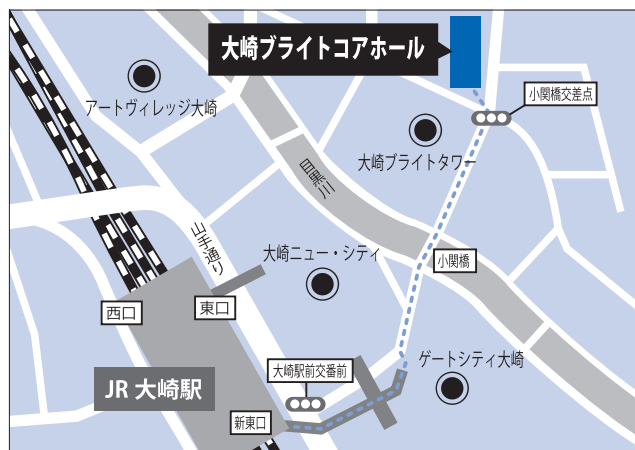 大崎ブライトコアホール
小関橋交差点
アートヴィレッジ大崎
大崎ブライトタワー
目黒川
山手通り
大崎ニュー・シティ
小関橋
西口
東口
ゲートシティ大崎
大崎駅前交番前
JR 大崎駅
新東口